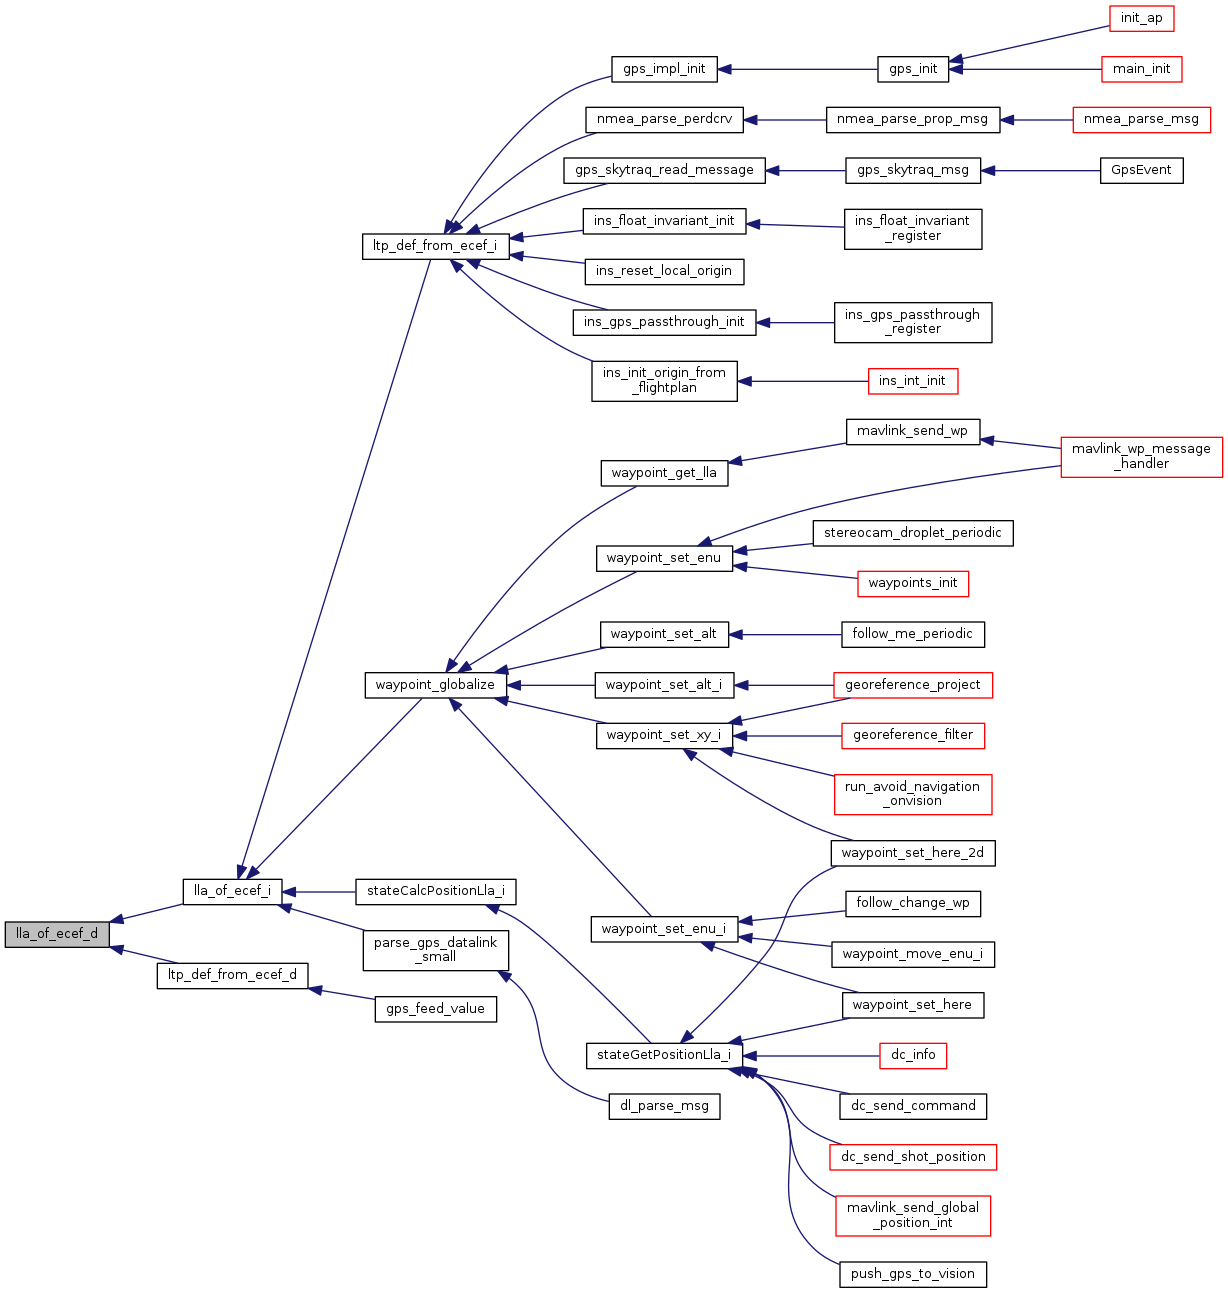 init_ap
gps_impl_init
gps_init
main_init
nmea_parse_perdcrv
nmea_parse_prop_msg
nmea_parse_msg
gps_skytraq_read_message
gps_skytraq_msg
GpsEvent
ins_float_invariant_init
ins_float_invariant
_register
ltp_def_from_ecef_i
ins_reset_local_origin
ins_gps_passthrough_init
ins_gps_passthrough
_register
ins_init_origin_from
_flightplan
ins_int_init
mavlink_send_wp
mavlink_wp_message
_handler
waypoint_get_lla
stereocam_droplet_periodic
waypoint_set_enu
waypoints_init
waypoint_set_alt
follow_me_periodic
waypoint_globalize
waypoint_set_alt_i
georeference_project
waypoint_set_xy_i
georeference_filter
run_avoid_navigation
_onvision
waypoint_set_here_2d
lla_of_ecef_i
stateCalcPositionLla_i
follow_change_wp
lla_of_ecef_d
parse_gps_datalink
_small
waypoint_set_enu_i
waypoint_move_enu_i
ltp_def_from_ecef_d
gps_feed_value
waypoint_set_here
stateGetPositionLla_i
dc_info
dl_parse_msg
dc_send_command
dc_send_shot_position
mavlink_send_global
_position_int
push_gps_to_vision